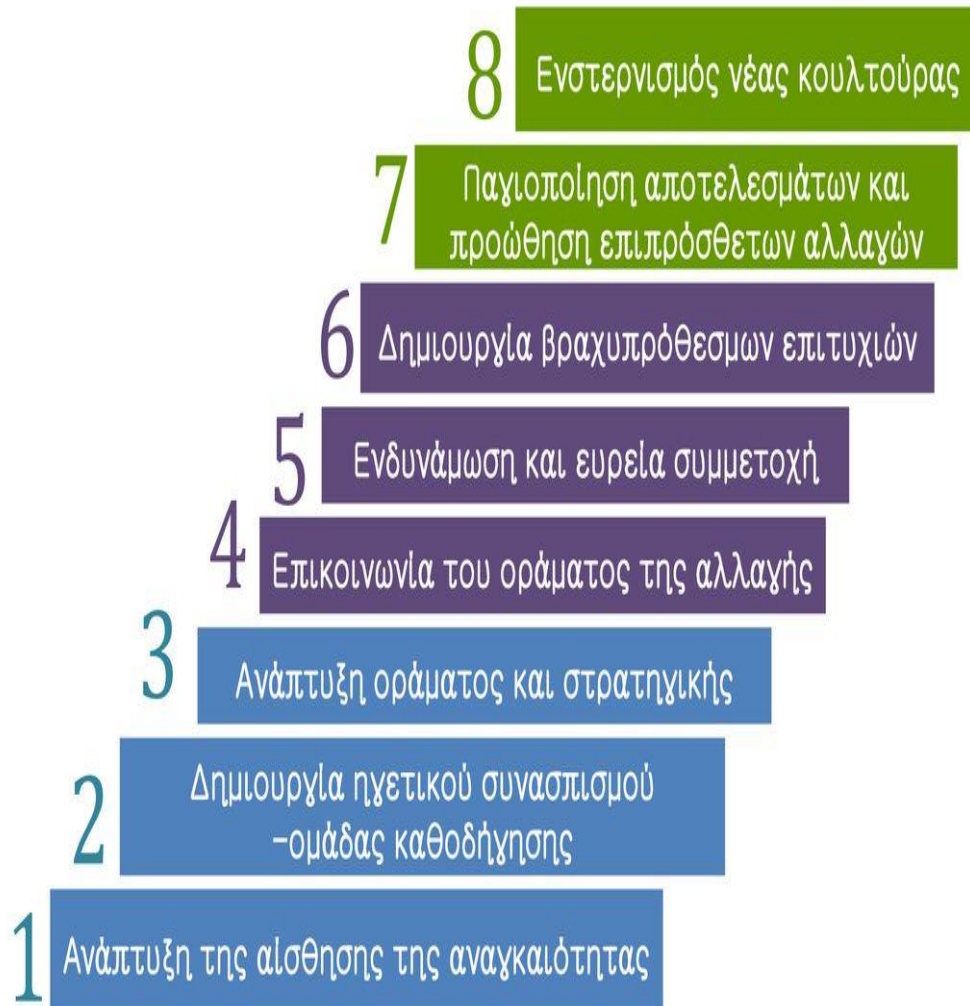 8
Ενστερνισμός νέας κουλτούρας
7
Παγιοποίηση αποτελεσμάτων και
προώθηση επιπρόσθετων αλλαγών
6
Δημιουργία βραχυπρόθεσμων επιτυχιών
5
Ενδυνάμωση και ευρεία συμμετοχή
4
Επικοινωνία του οράματος της αλλαγής
3
Ανάπτυξη οράματος και στρατηγικής
2
Δημιουργία ηγετικού συνασπισμού
–ομάδας καθοδήγησης
1
Ανάπτυξη της αίσθησης της αναγκαιότητας